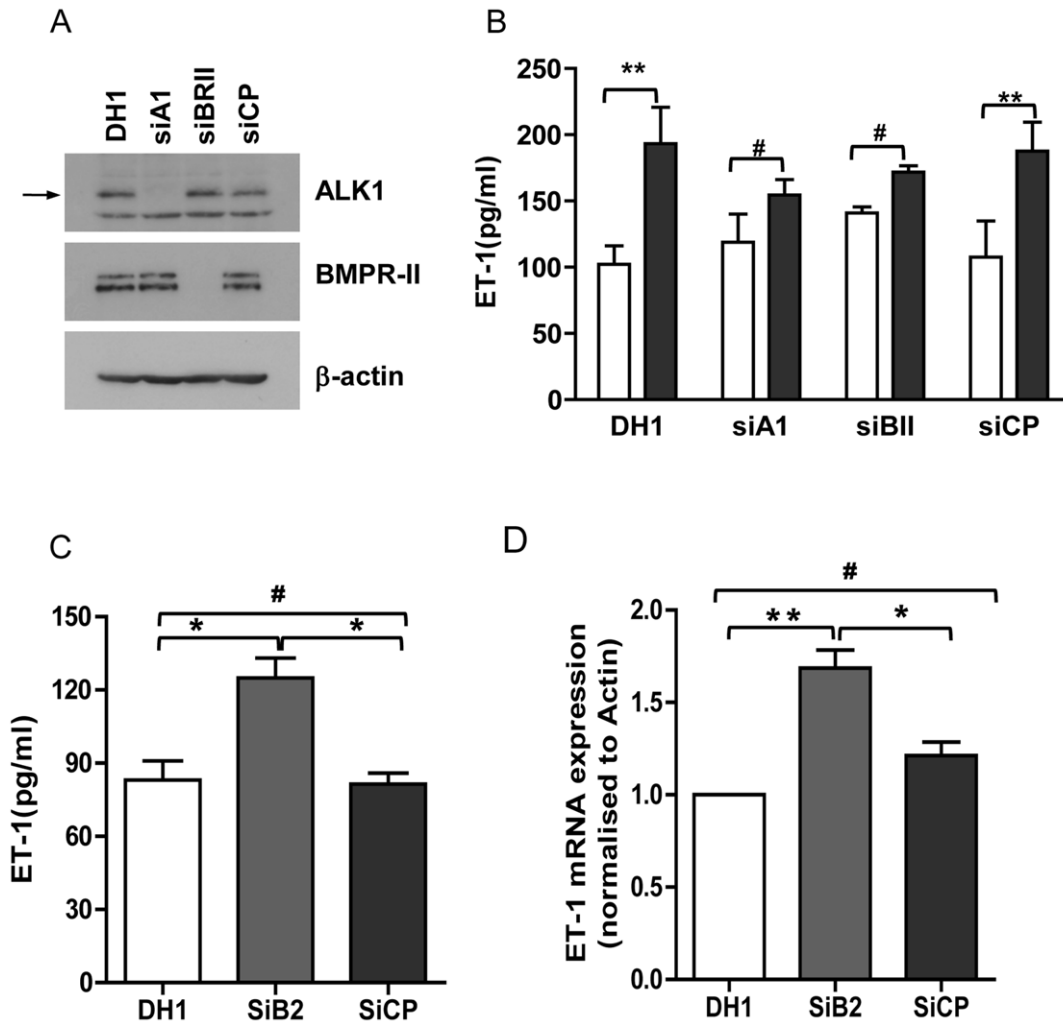 A
DH1 siA1 siBRII siCP
ALK1
BMPR-II
β-actin
B
ET-1(pg/ml)
250
200
150
100
50
0
** # # **
DH1 siA1 siBII siCP
C
ET-1(pg/ml)
150
120
90
60
30
0
#
* *
DH1 SiB2 SiCP
D
ET-1 mRNA expression
(normalised to Actin)
2.0
1.5
1.0
0.5
0.0
#
** *
DH1 SiB2 SiCP